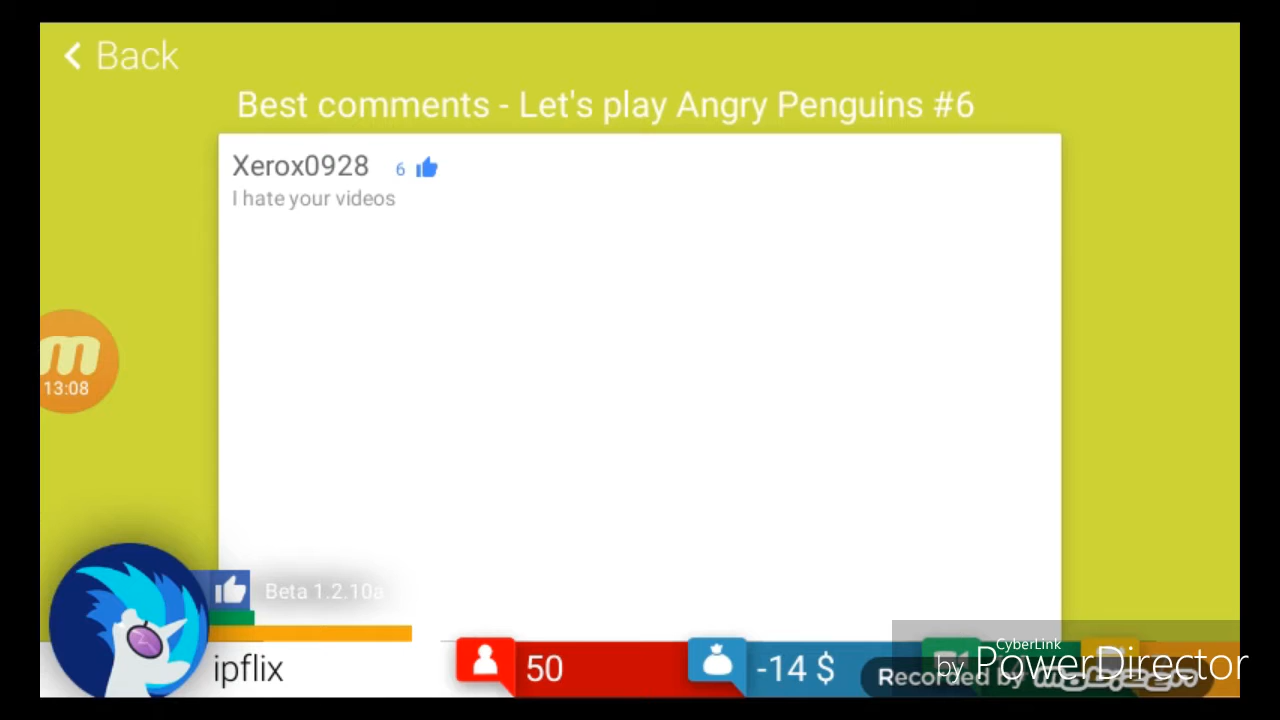 Back
Best comments - Let's play Angry Penguins #6
Xerox0928 6
I hate your videos
m
13:08
Beta 1.2.10a
ipflix
50
-14 $
CyberLink
by PowerDirector
Recorded by